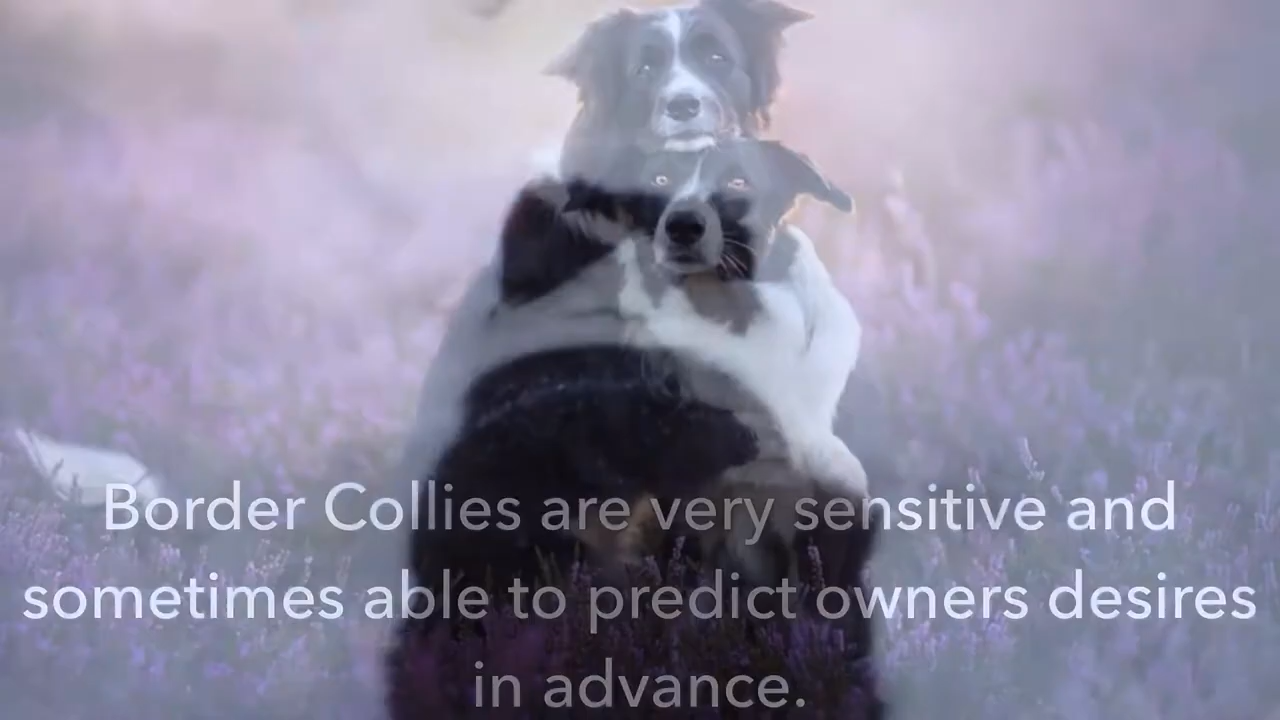 Border Collies are very sensitive and
sometimes able to predict owners desires
in advance.